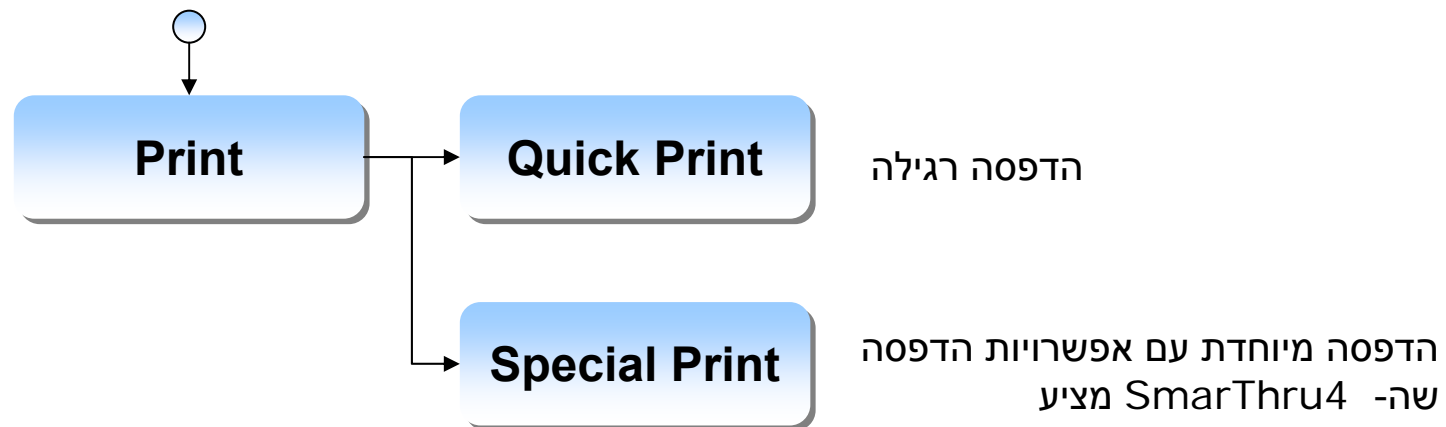 Print
Quick Print
הדפסה רגילה
Special Print
הדפסה מיוחדת עם אפשרויות הדפסה
שה- SmarThru4 מציע